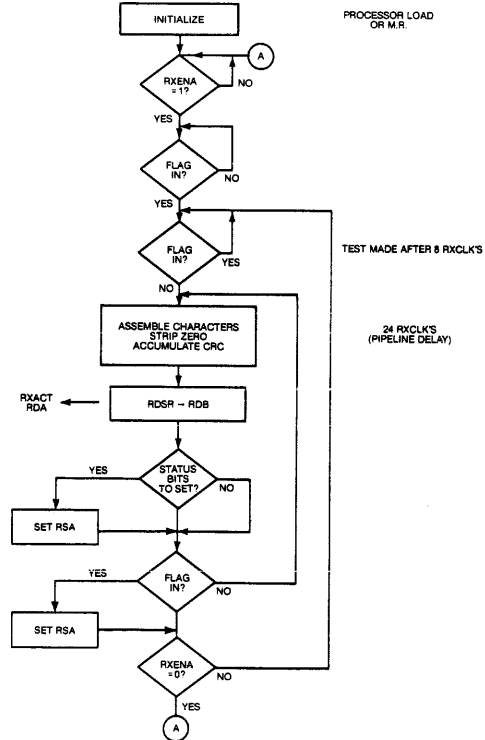 INITIALIZE
PROCESSOR LOAD
OR M.R.
A
RXENA
= 1?
NO
YES
FLAG
IN?
NO
YES
FLAG
IN?
YES
TEST MADE AFTER 8 RXCLK'S
NO
ASSEMBLE CHARACTERS
STRIP ZERO
ACCUMULATE CRC
24 RXCLK'S
(PIPELINE DELAY)
RXACT
RDA
RDSR → RDB
STATUS
BITS
TO SET?
YES
NO
SET RSA
FLAG
IN?
YES
NO
SET RSA
RXENA
= 0?
NO
YES
A